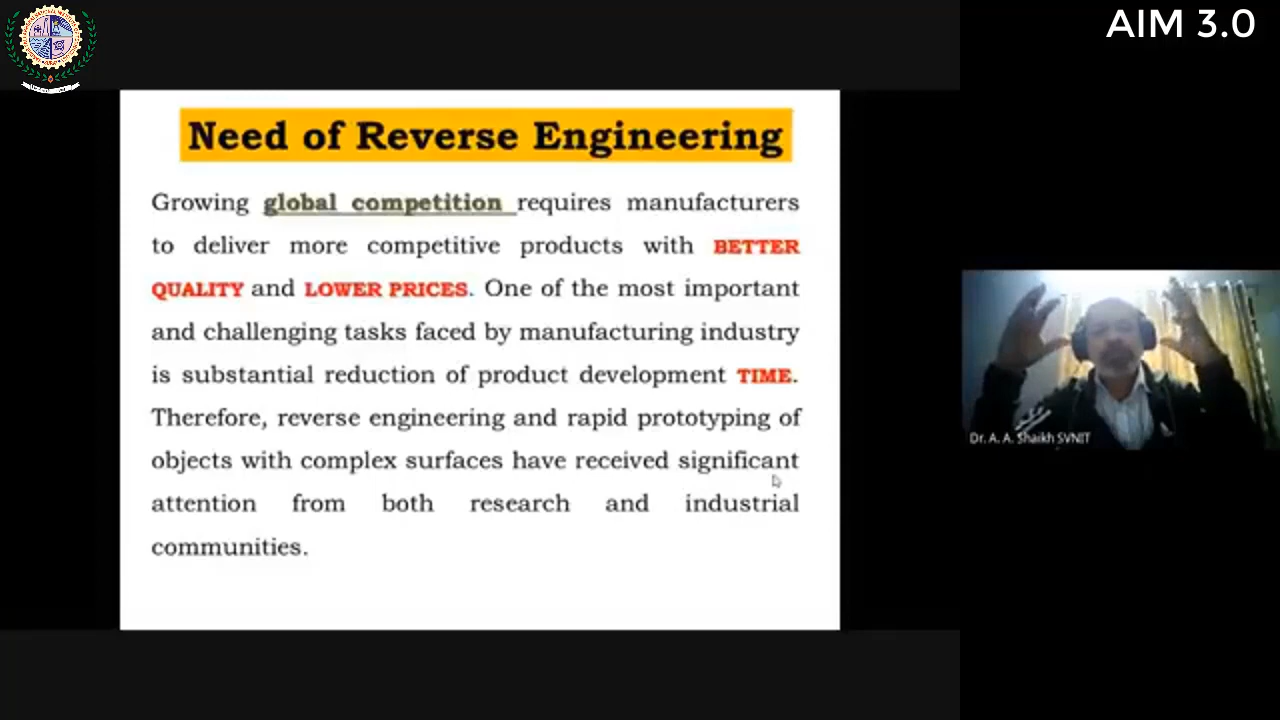 AIM 3.0
Need of Reverse Engineering
Growing global competition requires manufacturers
to deliver more competitive products with BETTER
QUALITY and LOWER PRICES. One of the most important
and challenging tasks faced by manufacturing industry
is substantial reduction of product development TIME.
Therefore, reverse engineering and rapid prototyping of
objects with complex surfaces have received significant
attention from both research and industrial
communities.
Dr. A. A. Shaikh SVNIT